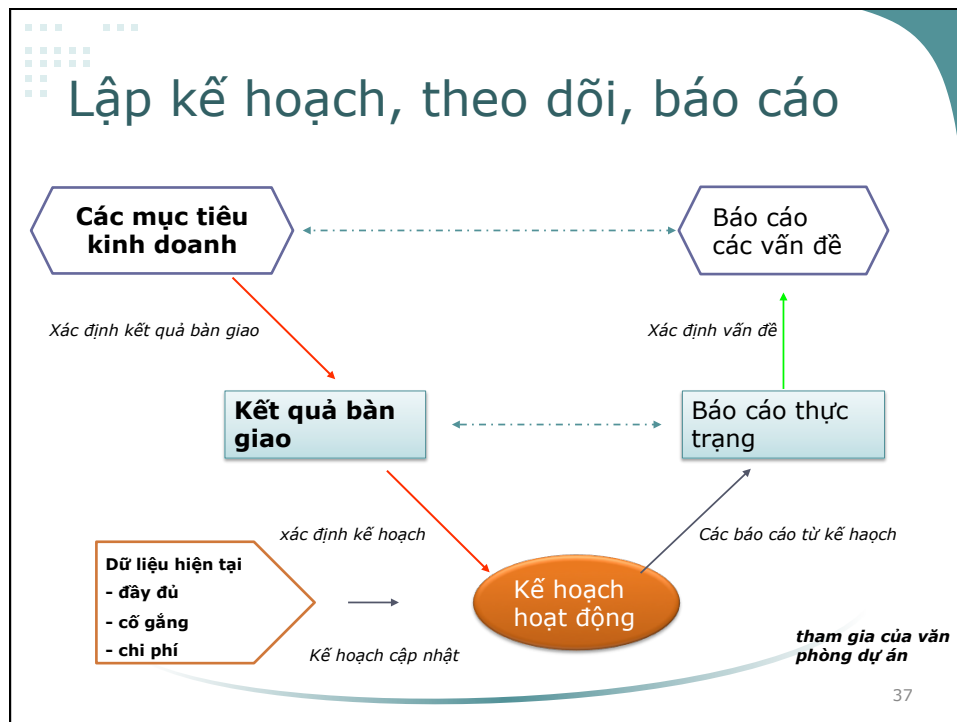 Lập kế hoạch, theo dõi, báo cáo
Các mục tiêu
kinh doanh
Báo cáo
các vấn đề
Xác định kết quả bàn giao
Xác định vấn đề
Kết quả bàn
giao
Báo cáo thực
trạng
xác định kế hoạch
Các báo cáo từ kế haọch
Dữ liệu hiện tại
- đầy đủ
- cố gắng
- chi phí
Kế hoạch
hoạt động
Kế hoạch cập nhật
tham gia của văn
phòng dự án
37